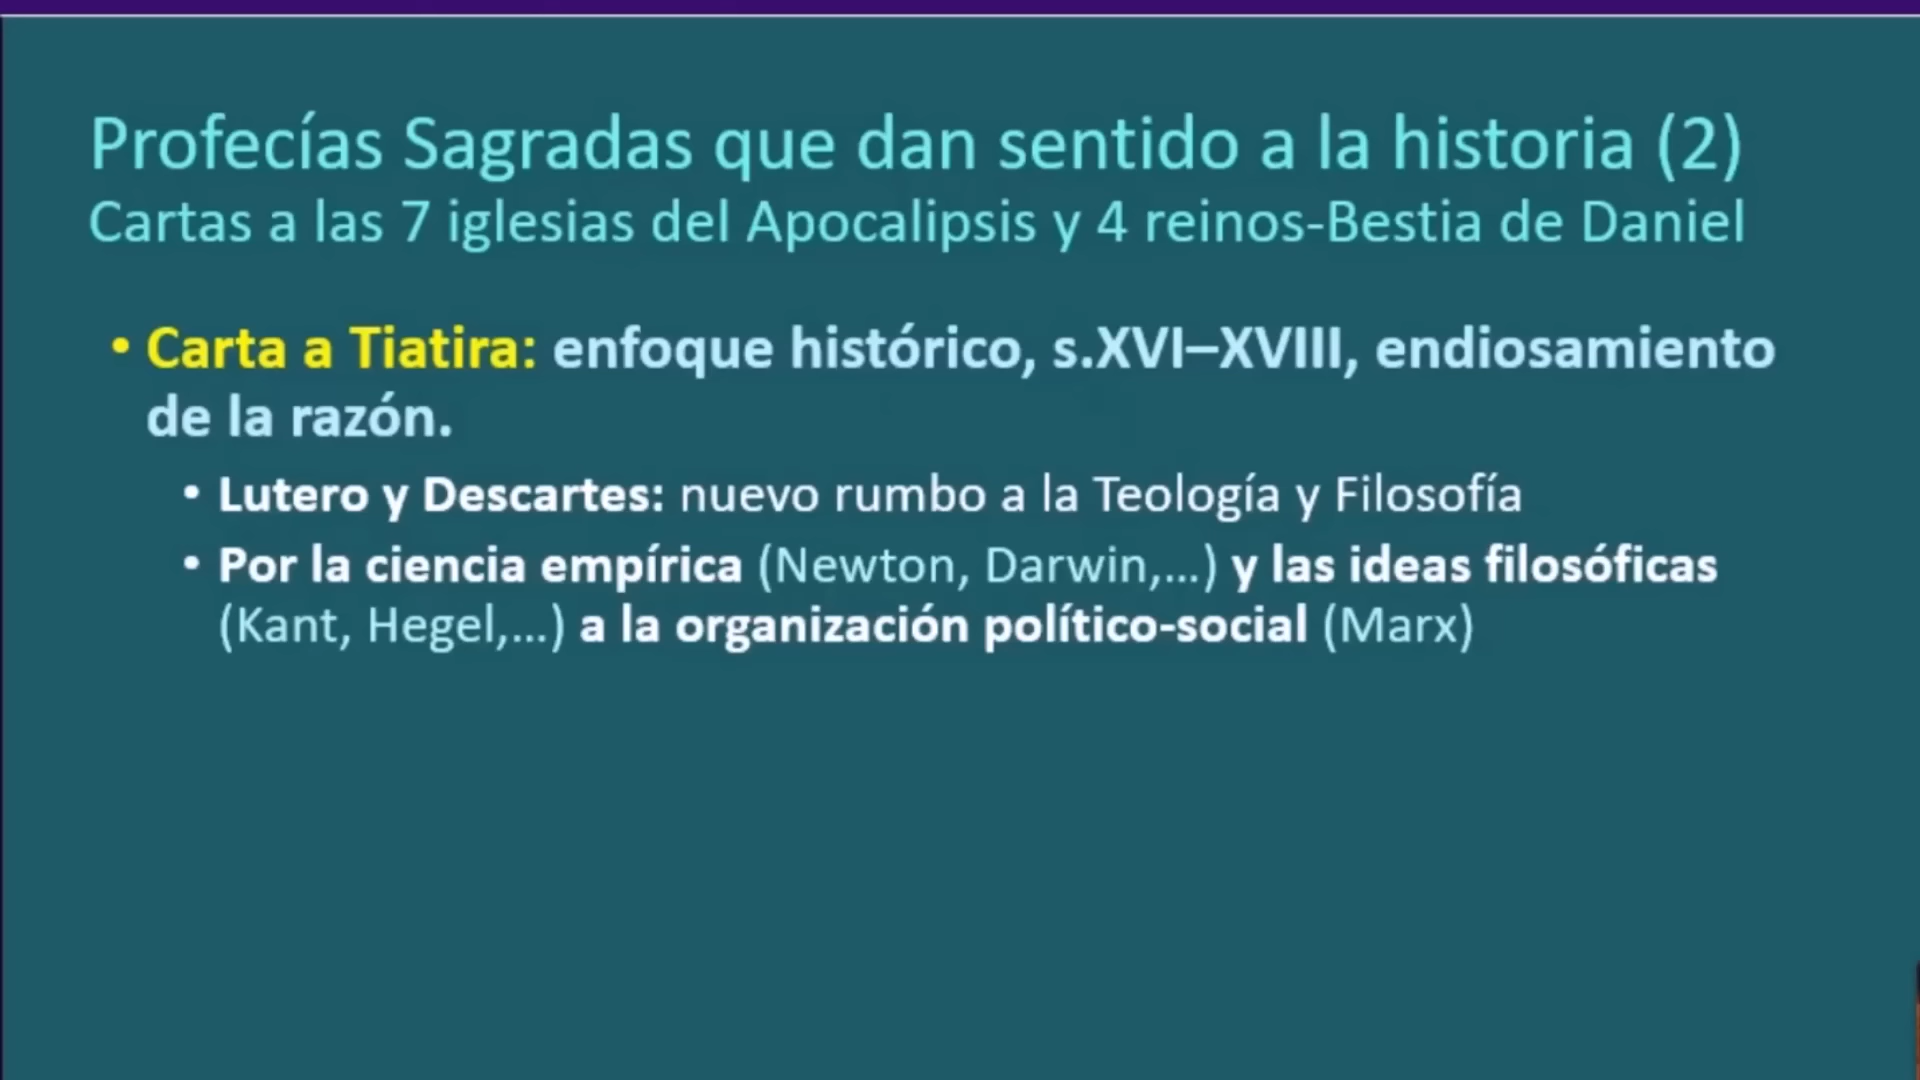 Profecías Sagradas que dan sentido a la historia (2)
Cartas a las 7 iglesias del Apocalipsis y 4 reinos-Bestia de Daniel
• Carta a Tiatira: enfoque histórico, s.XVI–XVIII, endiosamiento
de la razón.
• Lutero y Descartes: nuevo rumbo a la Teología y Filosofía
• Por la ciencia empírica (Newton, Darwin,...) y las ideas filosóficas
(Kant, Hegel,...) a la organización político-social (Marx)